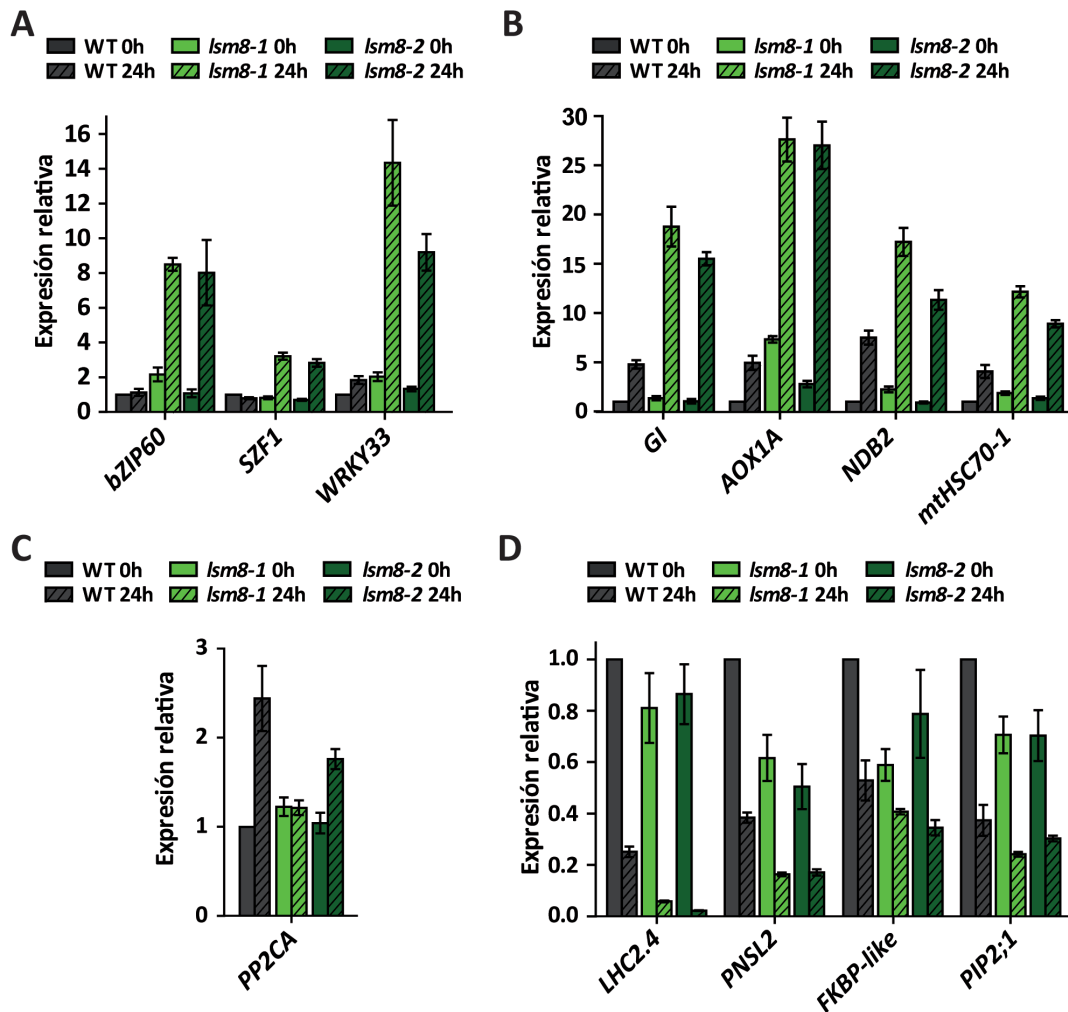 A
WT 0h lsm8-1 0h lsm8-2 0h
WT 24h lsm8-1 24h lsm8-2 24h
Expresión relativa
16
14
12
10
8
6
4
2
0
bZIP60 SZF1 WRKY33
B
WT 0h lsm8-1 0h lsm8-2 0h
WT 24h lsm8-1 24h lsm8-2 24h
Expresión relativa
30
25
20
15
10
5
0
GI AOX1A NDB2 mtHSC70-1
C
WT 0h lsm8-1 0h lsm8-2 0h
WT 24h lsm8-1 24h lsm8-2 24h
Expresión relativa
3
2
1
0
PP2CA
D
WT 0h lsm8-1 0h lsm8-2 0h
WT 24h lsm8-1 24h lsm8-2 24h
Expresión relativa
1.0
0.8
0.6
0.4
0.2
0.0
LHC2.4 PNSL2 FKBP-like PIP2;1